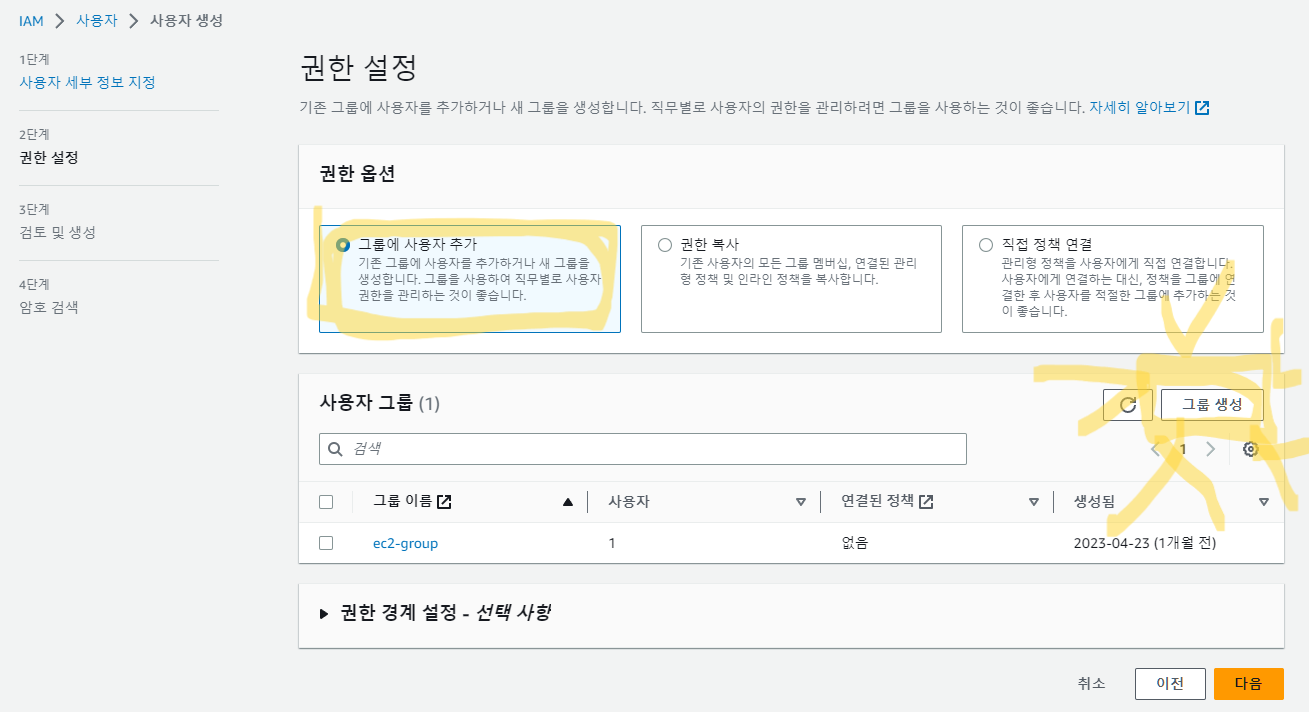 IAM > 사용자 > 사용자 생성
1단계
사용자 세부 정보 지정
2단계
권한 설정
3단계
검토 및 생성
4단계
암호 검색
권한 설정
기존 그룹에 사용자를 추가하거나 새 그룹을 생성합니다. 직무별로 사용자의 권한을 관리하려면 그룹을 사용하는 것이 좋습니다. 자세히 알아보기
권한 옵션
그룹에 사용자 추가
기존 그룹에 사용자를 추가하거나 새 그룹을
생성합니다. 그룹을 사용하여 직무별로 사용자
권한을 관리하는 것이 좋습니다.
권한 복사
기존 사용자의 모든 그룹 멤버십, 연결된 관리
형 정책 및 인라인 정책을 복사합니다.
직접 정책 연결
관리형 정책을 사용자에게 직접 연결합니다.
사용자에게 연결하는 대신, 정책을 그룹에 연
결한 후 사용자를 적절한 그룹에 추가하는 것
이 좋습니다.
사용자 그룹 (1)
그룹 생성
검색
1
그룹 이름 사용자 연결된 정책 생성됨
ec2-group 1 없음 2023-04-23 (1개월 전)
권한 경계 설정 - 선택 사항
취소 이전 다음